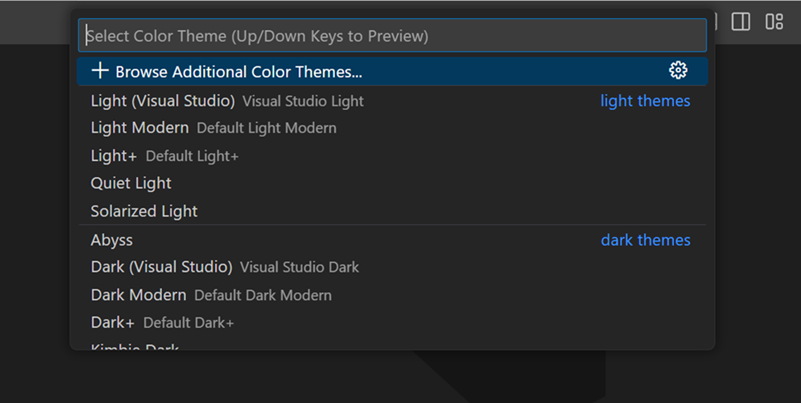 Select Color Theme (Up/Down Keys to Preview)
Browse Additional Color Themes...
Light (Visual Studio) Visual Studio Light light themes
Light Modern Default Light Modern
Light+ Default Light+
Quiet Light
Solarized Light
Abyss dark themes
Dark (Visual Studio) Visual Studio Dark
Dark Modern Default Dark Modern
Dark+ Default Dark+
Kimbie Dark